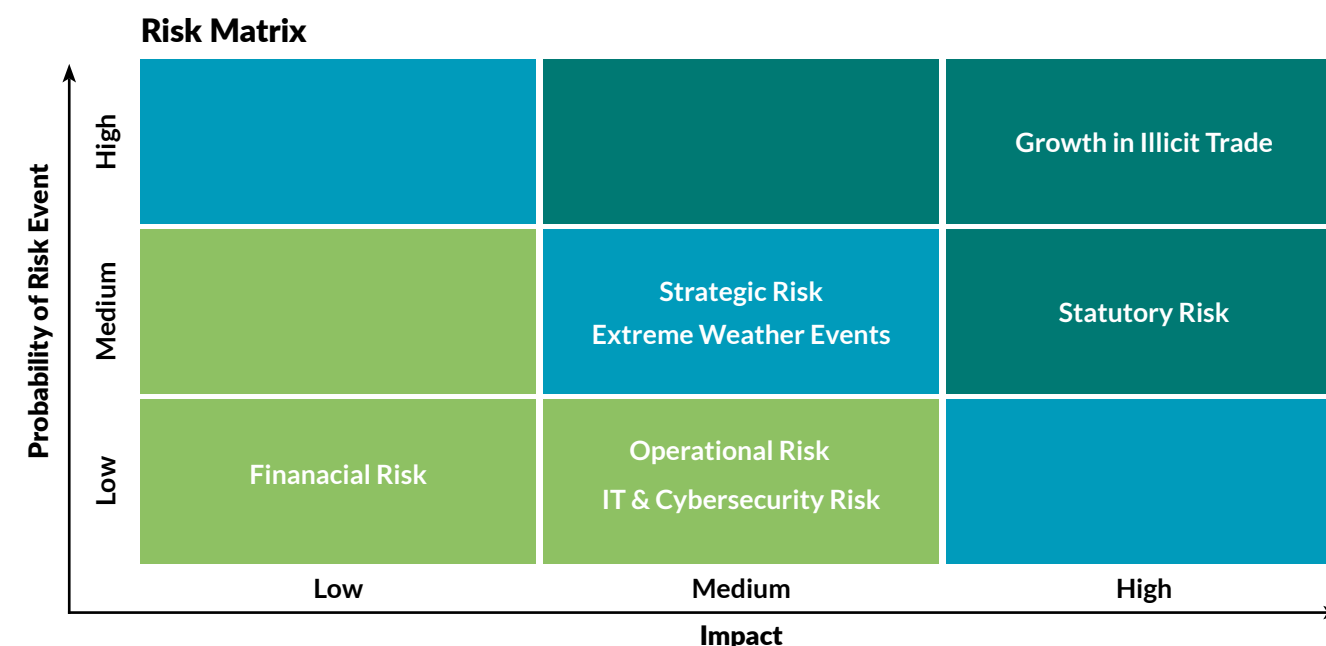 Risk Matrix
Probability of Risk Event
High
Growth in Illicit Trade
Medium
Strategic Risk
Extreme Weather Events
Statutory Risk
Low
Finanacial Risk
Operational Risk
IT & Cybersecurity Risk
Low
Medium
High
Impact